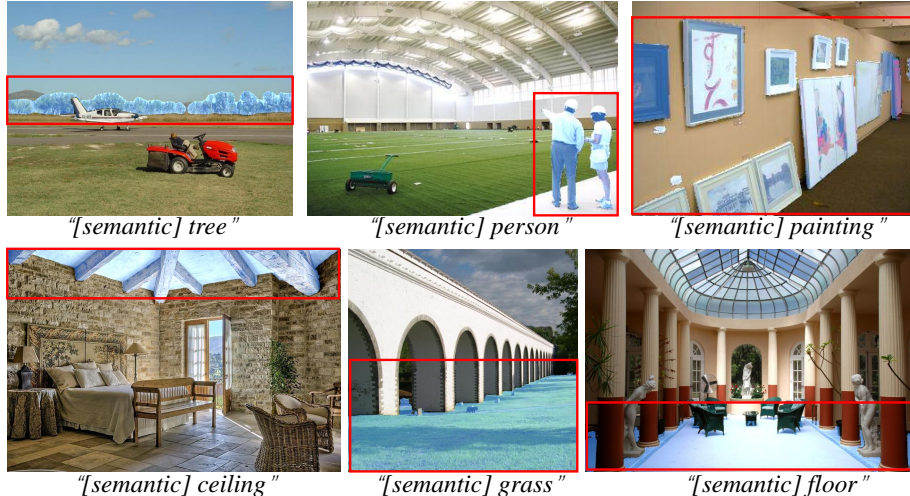 "[semantic] tree"
"[semantic] person"
"[semantic] painting"
"[semantic] ceiling"
"[semantic] grass"
"[semantic] floor"